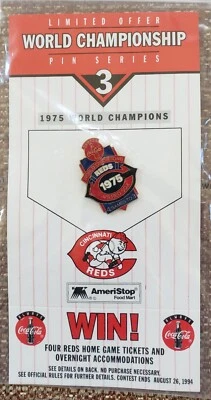 LIMITED OFFER
WORLD CHAMPIONSHIP
PIN SERIES
3
1975 WORLD CHAMPIONS
REDS
1975
CINCINNATI
REDS
AmeriStop
Food Mart
WIN!
ALWAYS
Coca-Cola
ALWAYS
Coca-Cola
FOUR REDS HOME GAME TICKETS AND
OVERNIGHT ACCOMMODATIONS
SEE DETAILS ON BACK. NO PURCHASE NECESSARY.
SEE OFFICIAL RULES FOR FURTHER DETAILS. CONTEST ENDS AUGUST 26, 1994